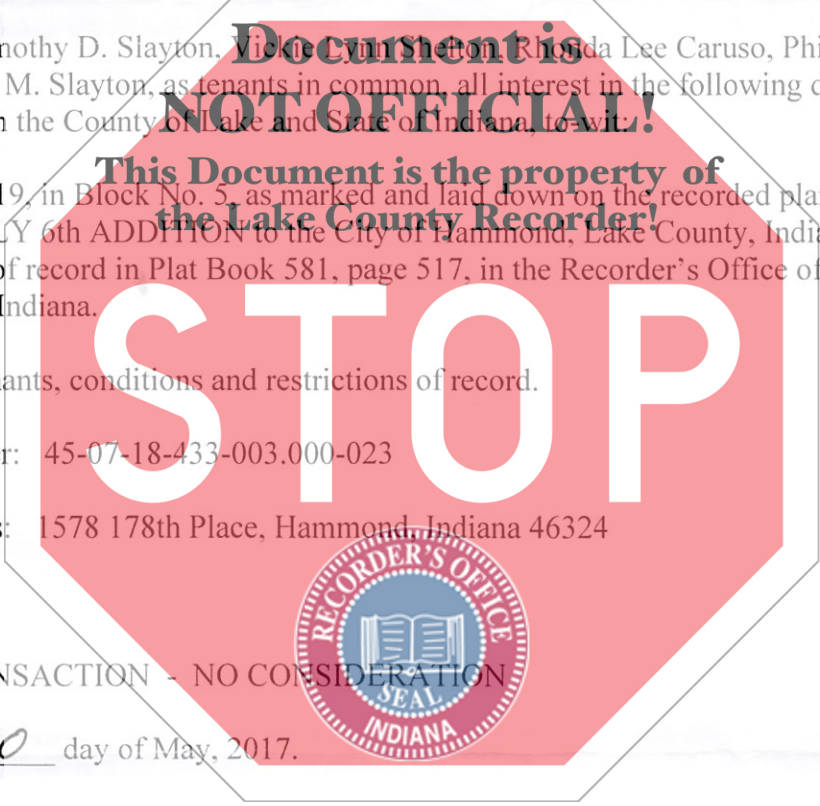 Document is
NOT OFFICIAL!
This Document is the property of
the Lake County Recorder!
STOP
mothy D. Slayton, Vickie Lynn Shelton, Rhonda Lee Caruso, Phi
M. Slayton, as tenants in common, all interest in the following d
the County of Lake and State of Indiana, to-wit:
19, in Block No. 5, as marked and laid down on the recorded pla
LY 6th ADDITION to the City of Hammond, Lake County, India
of record in Plat Book 581, page 517, in the Recorder's Office of
Indiana.
ants, conditions and restrictions of record.
r: 45-07-18-433-003.000-023
s: 1578 178th Place, Hammond, Indiana 46324
RECORDER'S OFFICE
SEAL
INDIANA
NSACTION - NO CONSIDERATION
day of May, 2017.